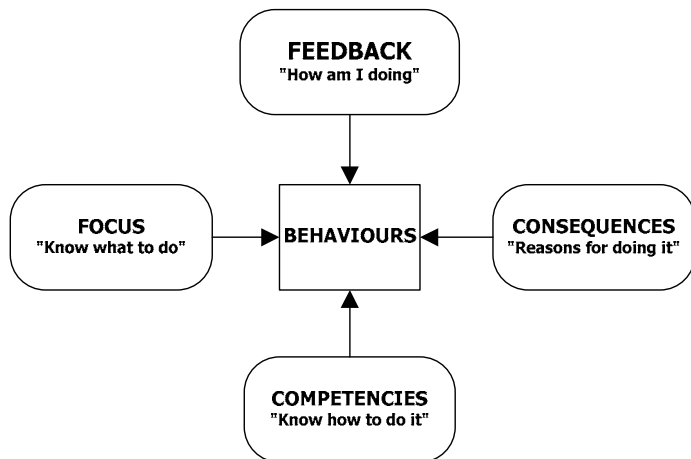 FEEDBACK
"How am I doing"
FOCUS
"Know what to do"
BEHAVIOURS
CONSEQUENCES
"Reasons for doing it"
COMPETENCIES
"Know how to do it"